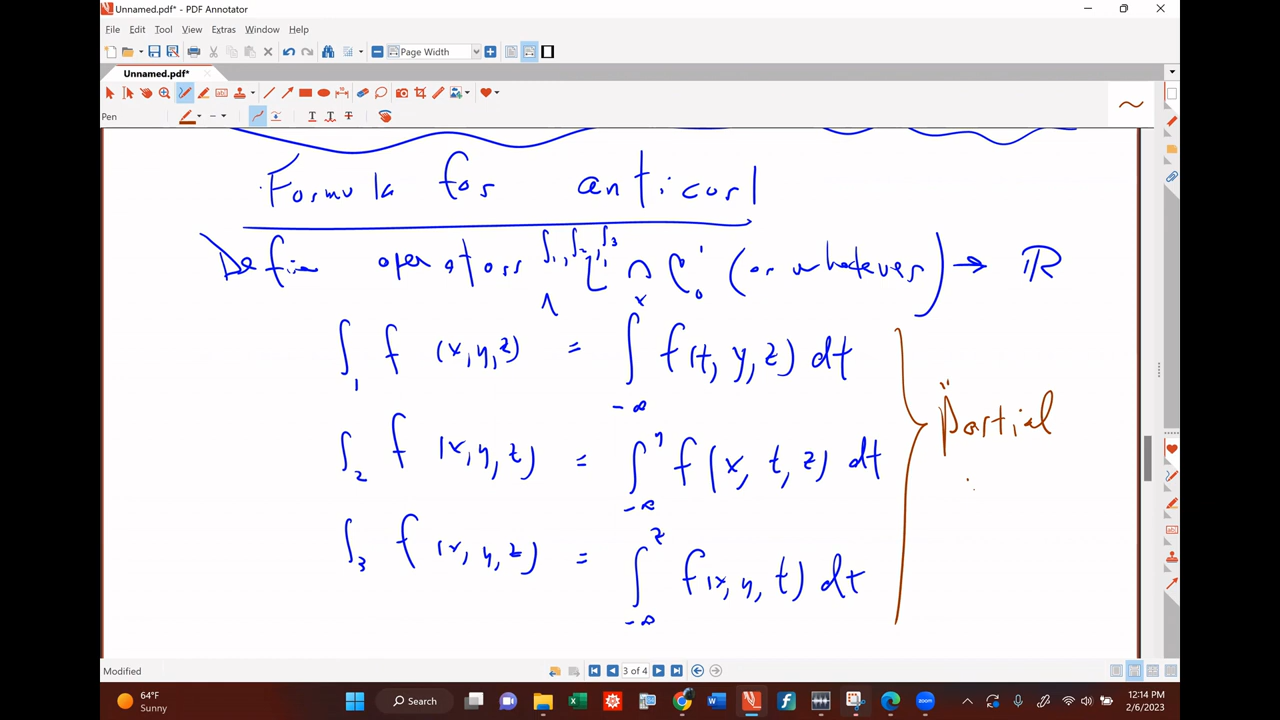 Unnamed.pdf* - PDF Annotator
File Edit Tool View Extras Window Help
Page Width
Unnamed.pdf*
Pen
Formula for anticurl
Define operators ∫₁, ∫₂, ∫₃ : L¹ ∩ C₀¹ (or whatever) → ℝ
∫₁ f (x, y, z) = ∫_{-∞}^{x} f(t, y, z) dt
∫₂ f (x, y, z) = ∫_{-∞}^{y} f(x, t, z) dt
"Partial
∫₃ f (x, y, z) = ∫_{-∞}^{z} f(x, y, t) dt
Modified
3 of 4
64°F
Sunny
Search
12:14 PM
2/6/2023